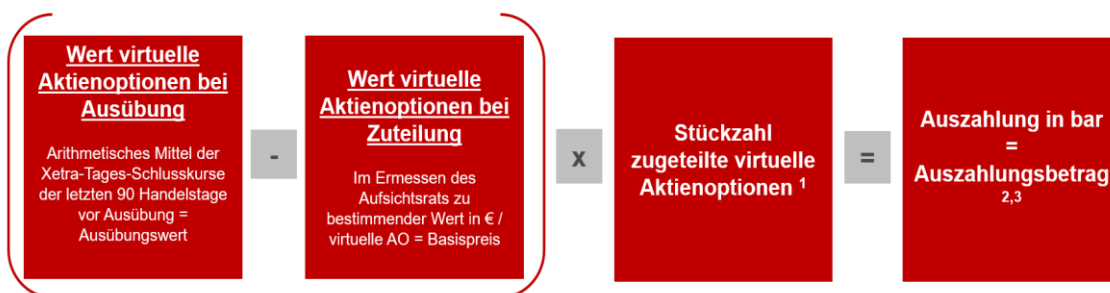 Wert virtuelle
Aktienoptionen bei
Ausübung
Arithmetisches Mittel der
Xetra-Tages-Schlusskurse
der letzten 90 Handelstage
vor Ausübung =
Ausübungswert
-
Wert virtuelle
Aktienoptionen bei
Zuteilung
Im Ermessen des
Aufsichtsrats zu
bestimmender Wert in € /
virtuelle AO = Basispreis
x
Stückzahl
zugeteilte virtuelle
Aktienoptionen 1
=
Auszahlung in bar
=
Auszahlungsbetrag
2,3